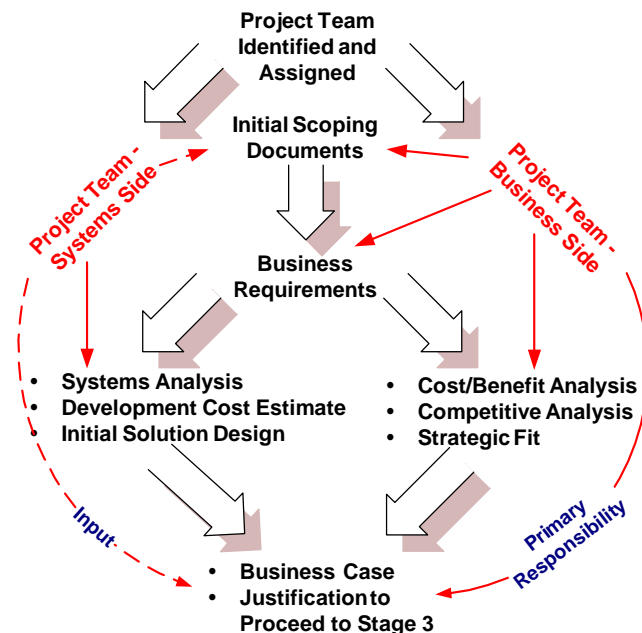 Project Team
Identified and
Assigned
Initial Scoping
Documents
Project Team -
Systems Side
Project Team -
Business Side
Business
Requirements
• Systems Analysis
• Development Cost Estimate
• Initial Solution Design
• Cost/Benefit Analysis
• Competitive Analysis
• Strategic Fit
Input
Primary
Responsibility
• Business Case
• Justification to
Proceed to Stage 3